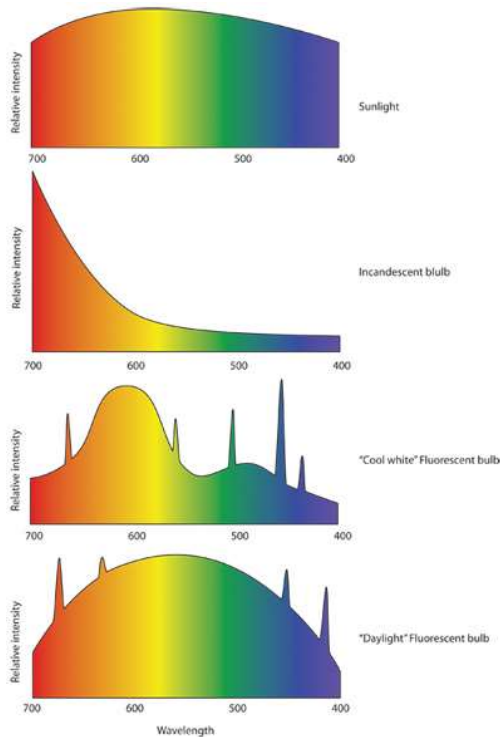 Relative intensity
Sunlight
700 600 500 400
Relative intensity
Incandescent blulb
700 600 500 400
Relative intensity
"Cool white" Fluorescent bulb
700 600 500 400
Relative intensity
"Daylight" Fluorescent bulb
700 600 500 400
Wavelength